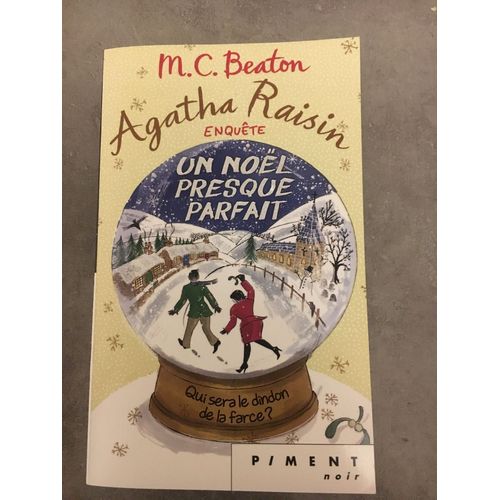 M.C. Beaton
Agatha Raisin
ENQUÊTE
UN NOËL
PRESQUE
PARFAIT
Qui sera le dindon
de la farce?
PIMENT
noir